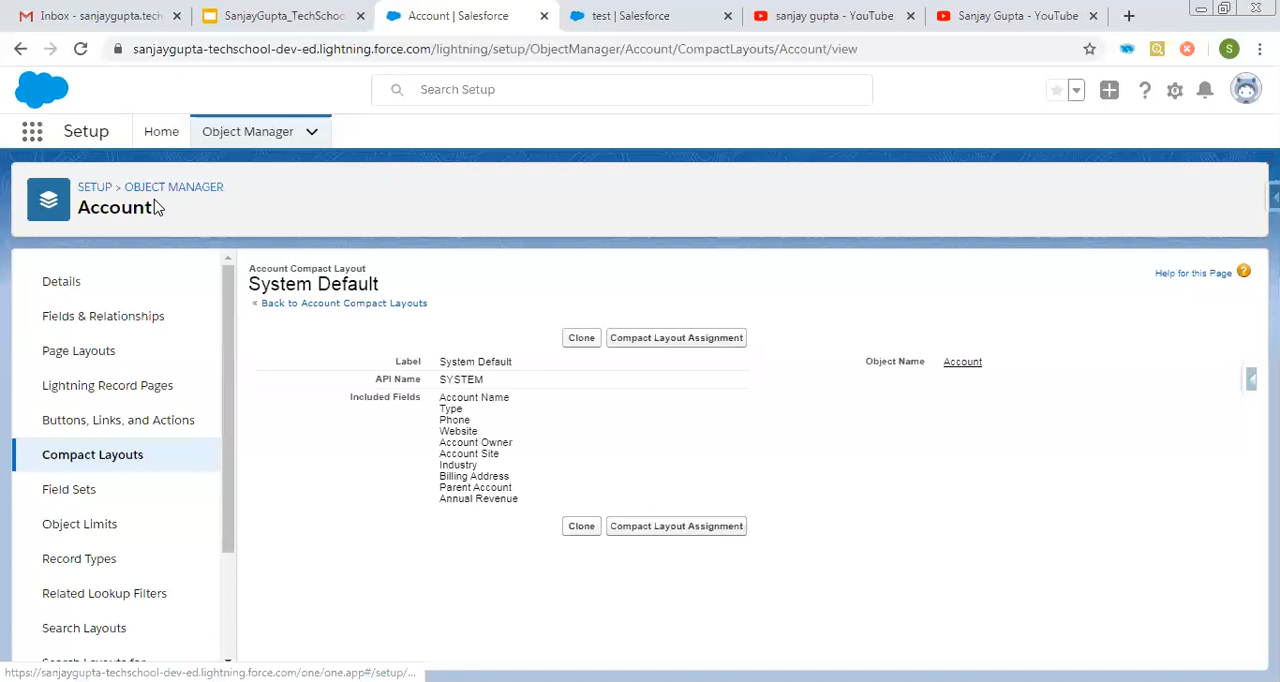 Inbox - sanjaygupta.tech
SanjayGupta_TechSchool
Account | Salesforce
test | Salesforce
sanjay gupta - YouTube
Sanjay Gupta - YouTube
sanjaygupta-techschool-dev-ed.lightning.force.com/lightning/setup/ObjectManager/Account/CompactLayouts/Account/view
S
Search Setup
Setup
Home
Object Manager
SETUP > OBJECT MANAGER
Account
Details
Fields & Relationships
Page Layouts
Lightning Record Pages
Buttons, Links, and Actions
Compact Layouts
Field Sets
Object Limits
Record Types
Related Lookup Filters
Search Layouts
Account Compact Layout
System Default
« Back to Account Compact Layouts
Help for this Page ?
Clone
Compact Layout Assignment
Label System Default
Object Name Account
API Name SYSTEM
Included Fields Account Name
Type
Phone
Website
Account Owner
Account Site
Industry
Billing Address
Parent Account
Annual Revenue
Clone
Compact Layout Assignment
https://sanjaygupta-techschool-dev-ed.lightning.force.com/one/one.app#/setup/...